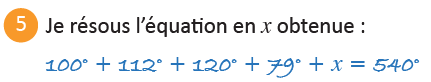 5 Je résous l’équation en x obtenue :
100° + 112° + 120° + 79° + x = 540°